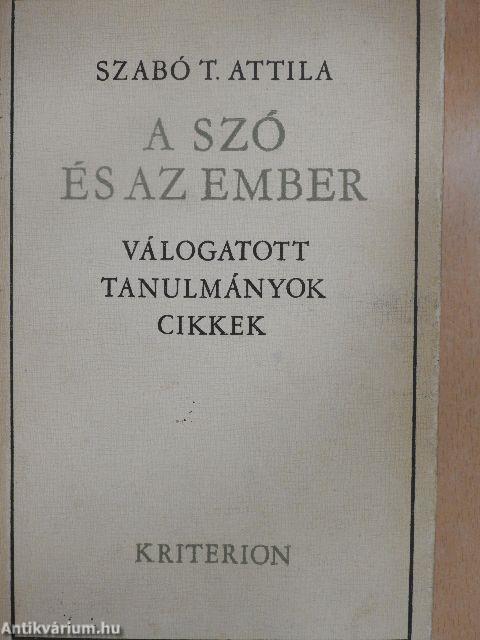 SZABÓ T. ATTILA
A SZÓ
ÉS AZ EMBER
VÁLOGATOTT
TANULMÁNYOK
CIKKEK
KRITERION
Antikvárium.hu